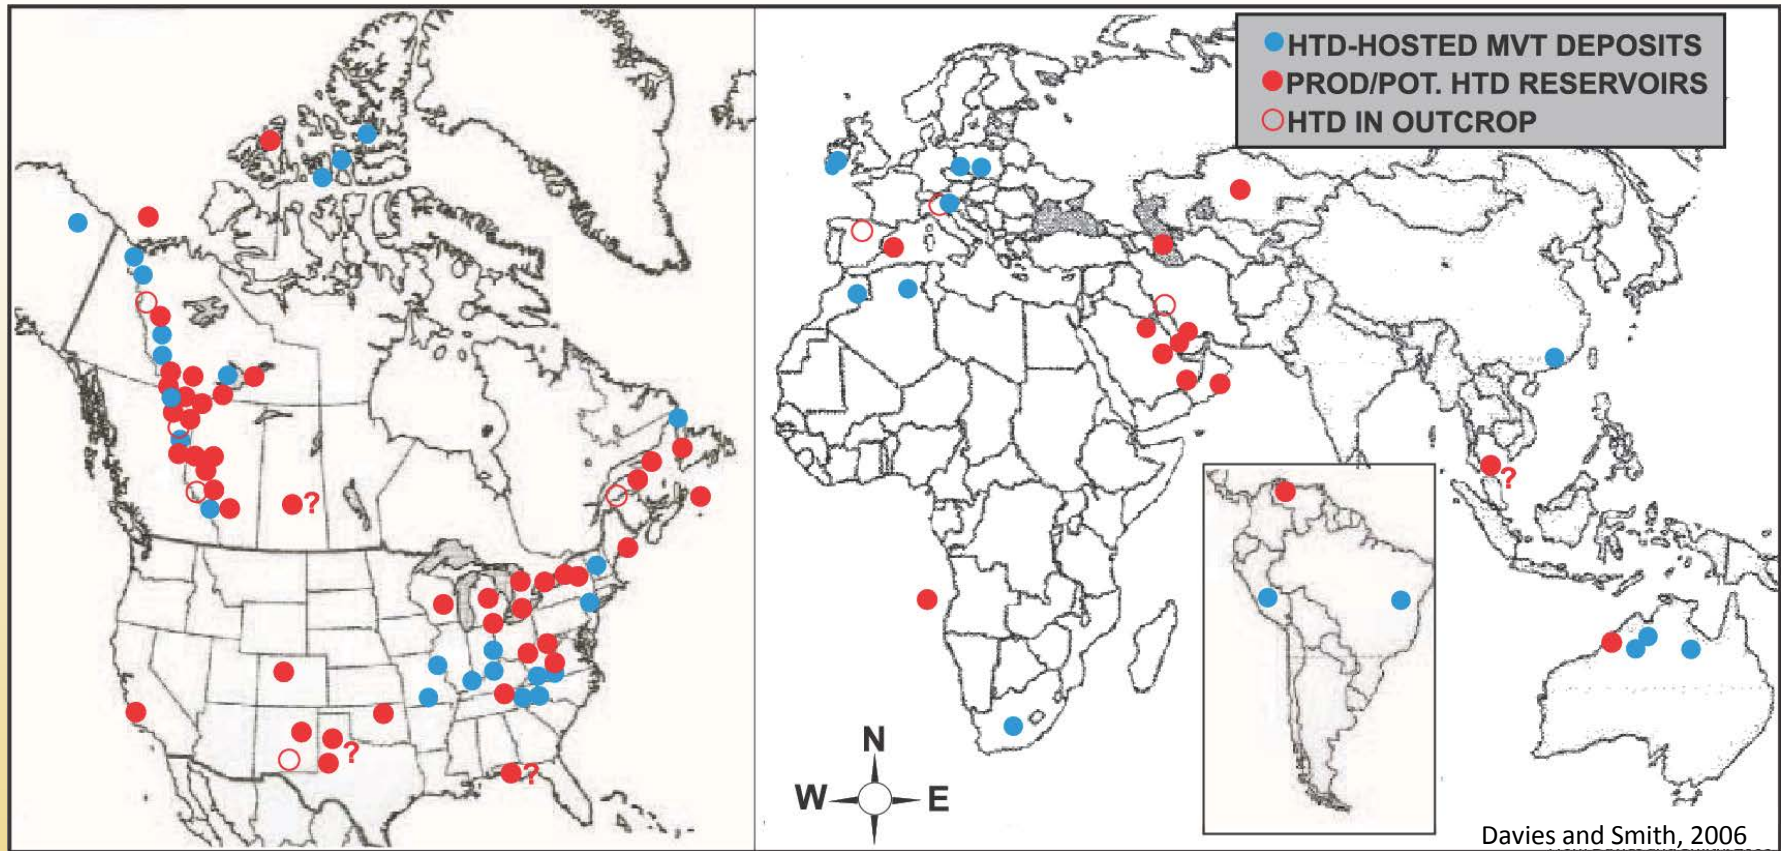 HTD-HOSTED MVT DEPOSITS
PROD/POT. HTD RESERVOIRS
HTD IN OUTCROP
?
?
?
?
N
W E
Davies and Smith, 2006